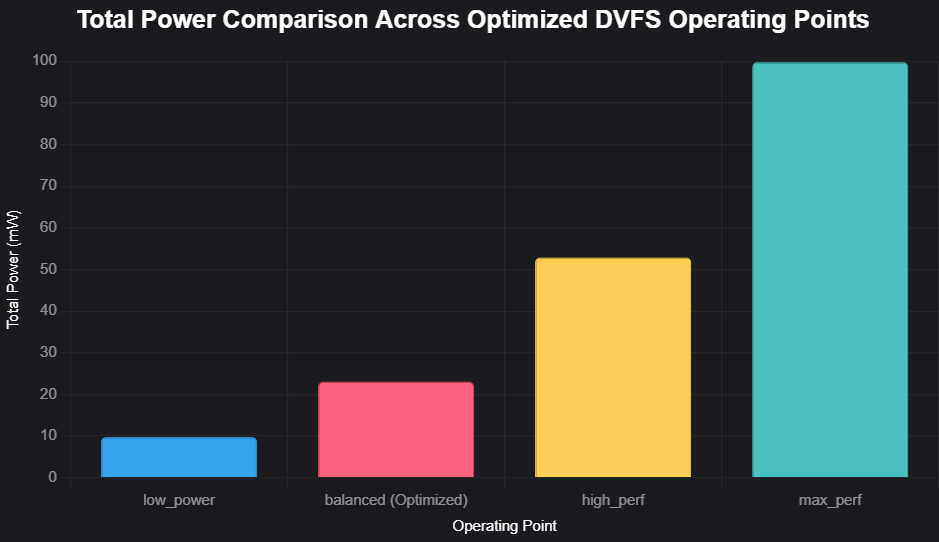 Total Power Comparison Across Optimized DVFS Operating Points
100
90
80
70
60
50
40
30
20
10
0
Total Power (mW)
low_power
balanced (Optimized)
high_perf
max_perf
Operating Point